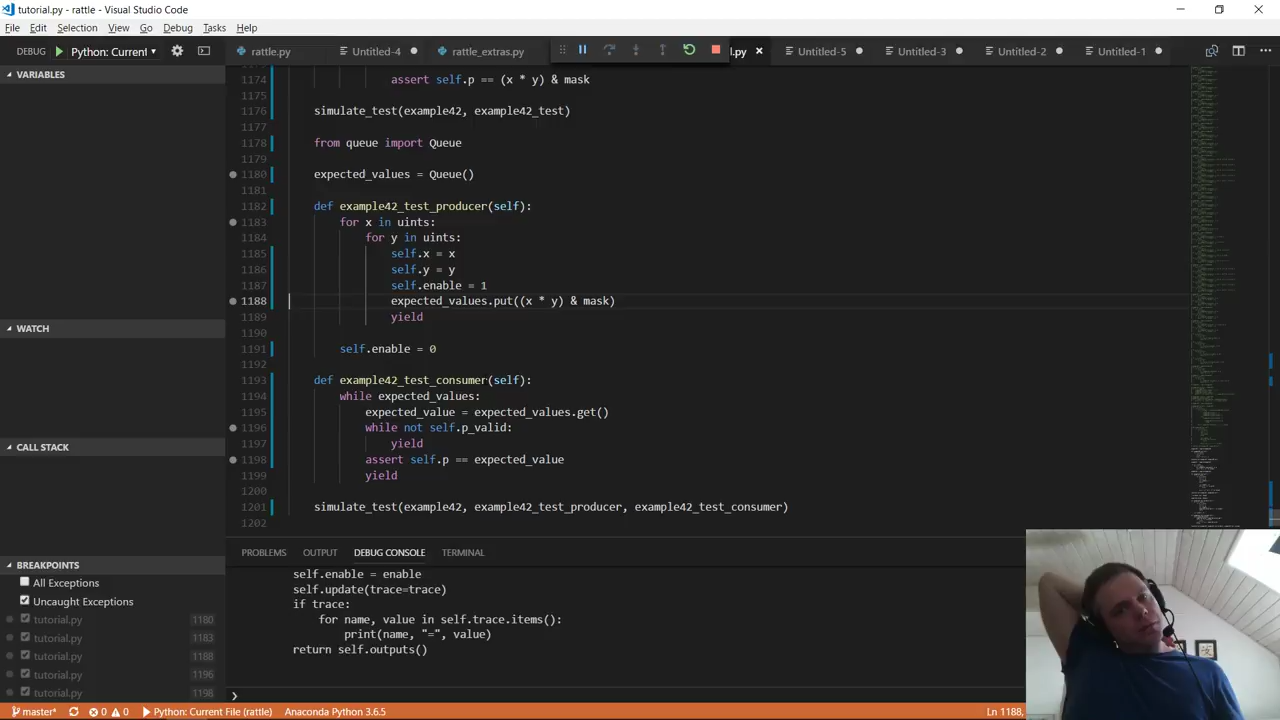 tutorial.py - rattle - Visual Studio Code
File Edit Selection View Go Debug Tasks Help
DEBUG Python: Current rattle.py Untitled-4 rattle_extras.py l.py Untitled-5 Untitled-3 Untitled-2 Untitled-1
VARIABLES
WATCH
CALL STACK
BREAKPOINTS
All Exceptions
Uncaught Exceptions
tutorial.py 1180
tutorial.py 1183
tutorial.py 1188
tutorial.py 1196
tutorial.py 1198
1174 assert self.p == (x * y) & mask
1175
1176 simulate_test(example42, example42_test)
1177
1178 from queue import Queue
1179
1180 expected_values = Queue()
1181
1182 def example42_test_producer(self):
1183 for x in uints:
1184 for y in uints:
1185 self.x = x
1186 self.y = y
1187 self.enable = 1
1188 expected_values.put((x * y) & mask)
1189 yield
1190
1191 self.enable =
1192
1193 def example42_test_consumer(self):
1194 while expected_values:
1195 expected_value = expected_values.get()
1196 while not self.p_valid:
1197 yield
1198 assert self.p == expected_value
1199 yield
1200
1201 simulate_test(example42, example42_test_producer, example42_test_consumer)
1202
PROBLEMS OUTPUT DEBUG CONSOLE TERMINAL
self.enable = enable
self.update(trace=trace)
if trace:
for name, value in self.trace.items():
print(name, "=", value)
return self.outputs()
master* 0 0 Python: Current File (rattle) Anaconda Python 3.6.5 Ln 1188,